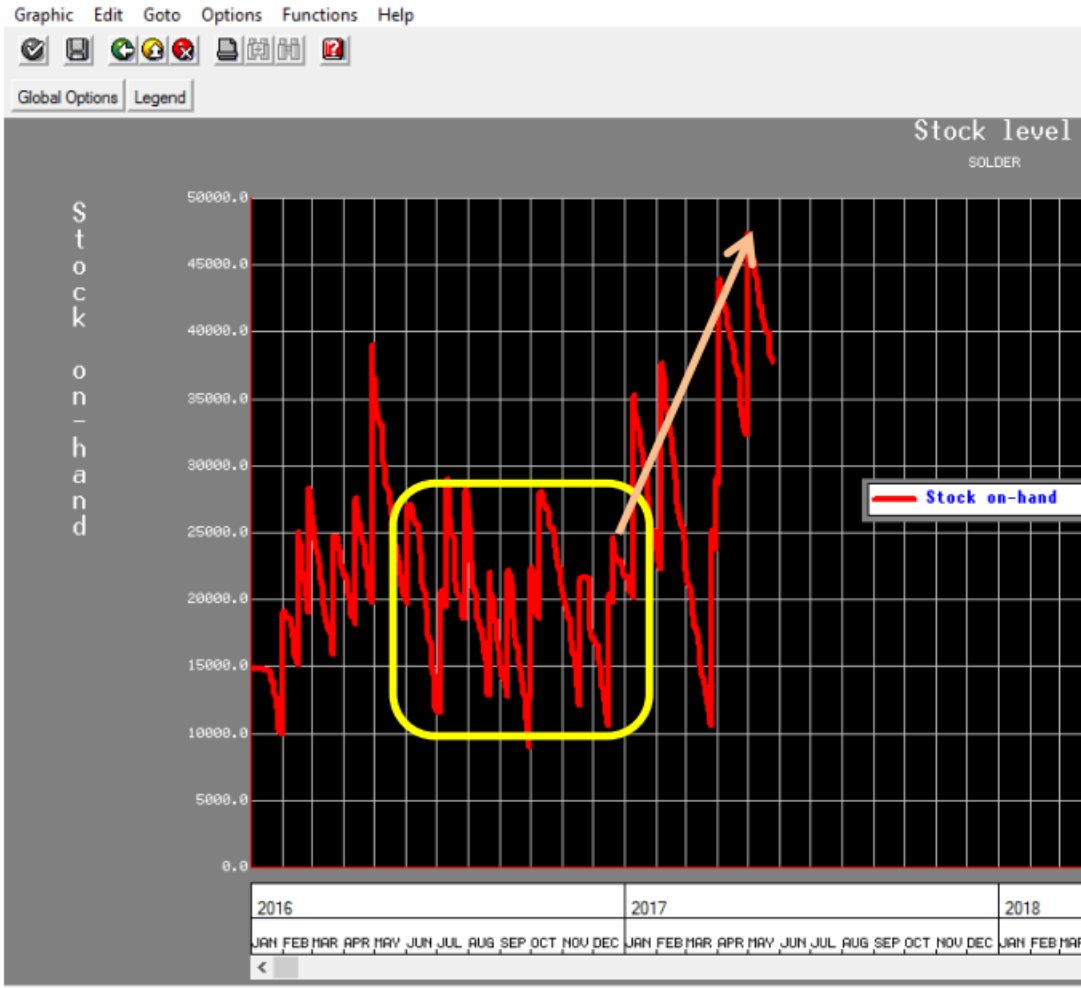 Graphic Edit Goto Options Functions Help
Global Options Legend
Stock level
SOLDER
Stock on-hand
50000.0
45000.0
40000.0
35000.0
30000.0
25000.0
20000.0
15000.0
10000.0
5000.0
0.0
Stock on-hand
2016 2017 2018
JAN FEB MAR APR MAY JUN JUL AUG SEP OCT NOV DEC JAN FEB MAR APR MAY JUN JUL AUG SEP OCT NOV DEC JAN FEB MAR